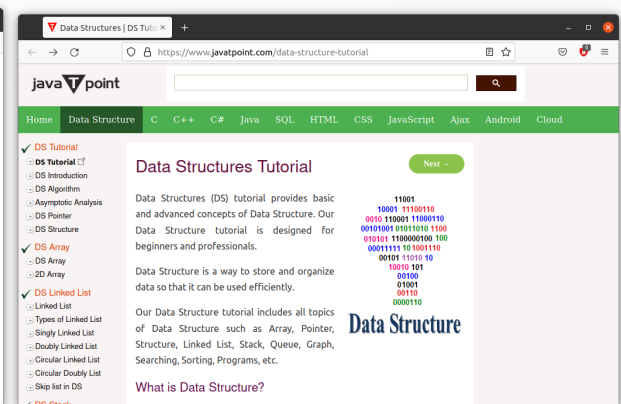 Data Structures | DS Tuto
https://www.javatpoint.com/data-structure-tutorial
javaTpoint
Home Data Structure C C++ C# Java SQL HTML CSS JavaScript Ajax Android Cloud
DS Tutorial
DS Tutorial
DS Introduction
DS Algorithm
Asymptotic Analysis
DS Pointer
DS Structure
DS Array
DS Array
2D Array
DS Linked List
Linked List
Types of Linked List
Singly Linked List
Doubly Linked List
Circular Linked List
Circular Doubly List
Skip list in DS
DS Stack
Data Structures Tutorial
Next →
Data Structures (DS) tutorial provides basic
and advanced concepts of Data Structure. Our
Data Structure tutorial is designed for
beginners and professionals.
Data Structure is a way to store and organize
data so that it can be used efficiently.
Our Data Structure tutorial includes all topics
of Data Structure such as Array, Pointer,
Structure, Linked List, Stack, Queue, Graph,
Searching, Sorting, Programs, etc.
What is Data Structure?
11001
10001 11100110
0010 110001 11000110
00101001 01011010 1100
010101 1100000100 100
00011111 10 1001110
00101 11010 10
10010 101
00100
01001
00110
0000110
Data Structure